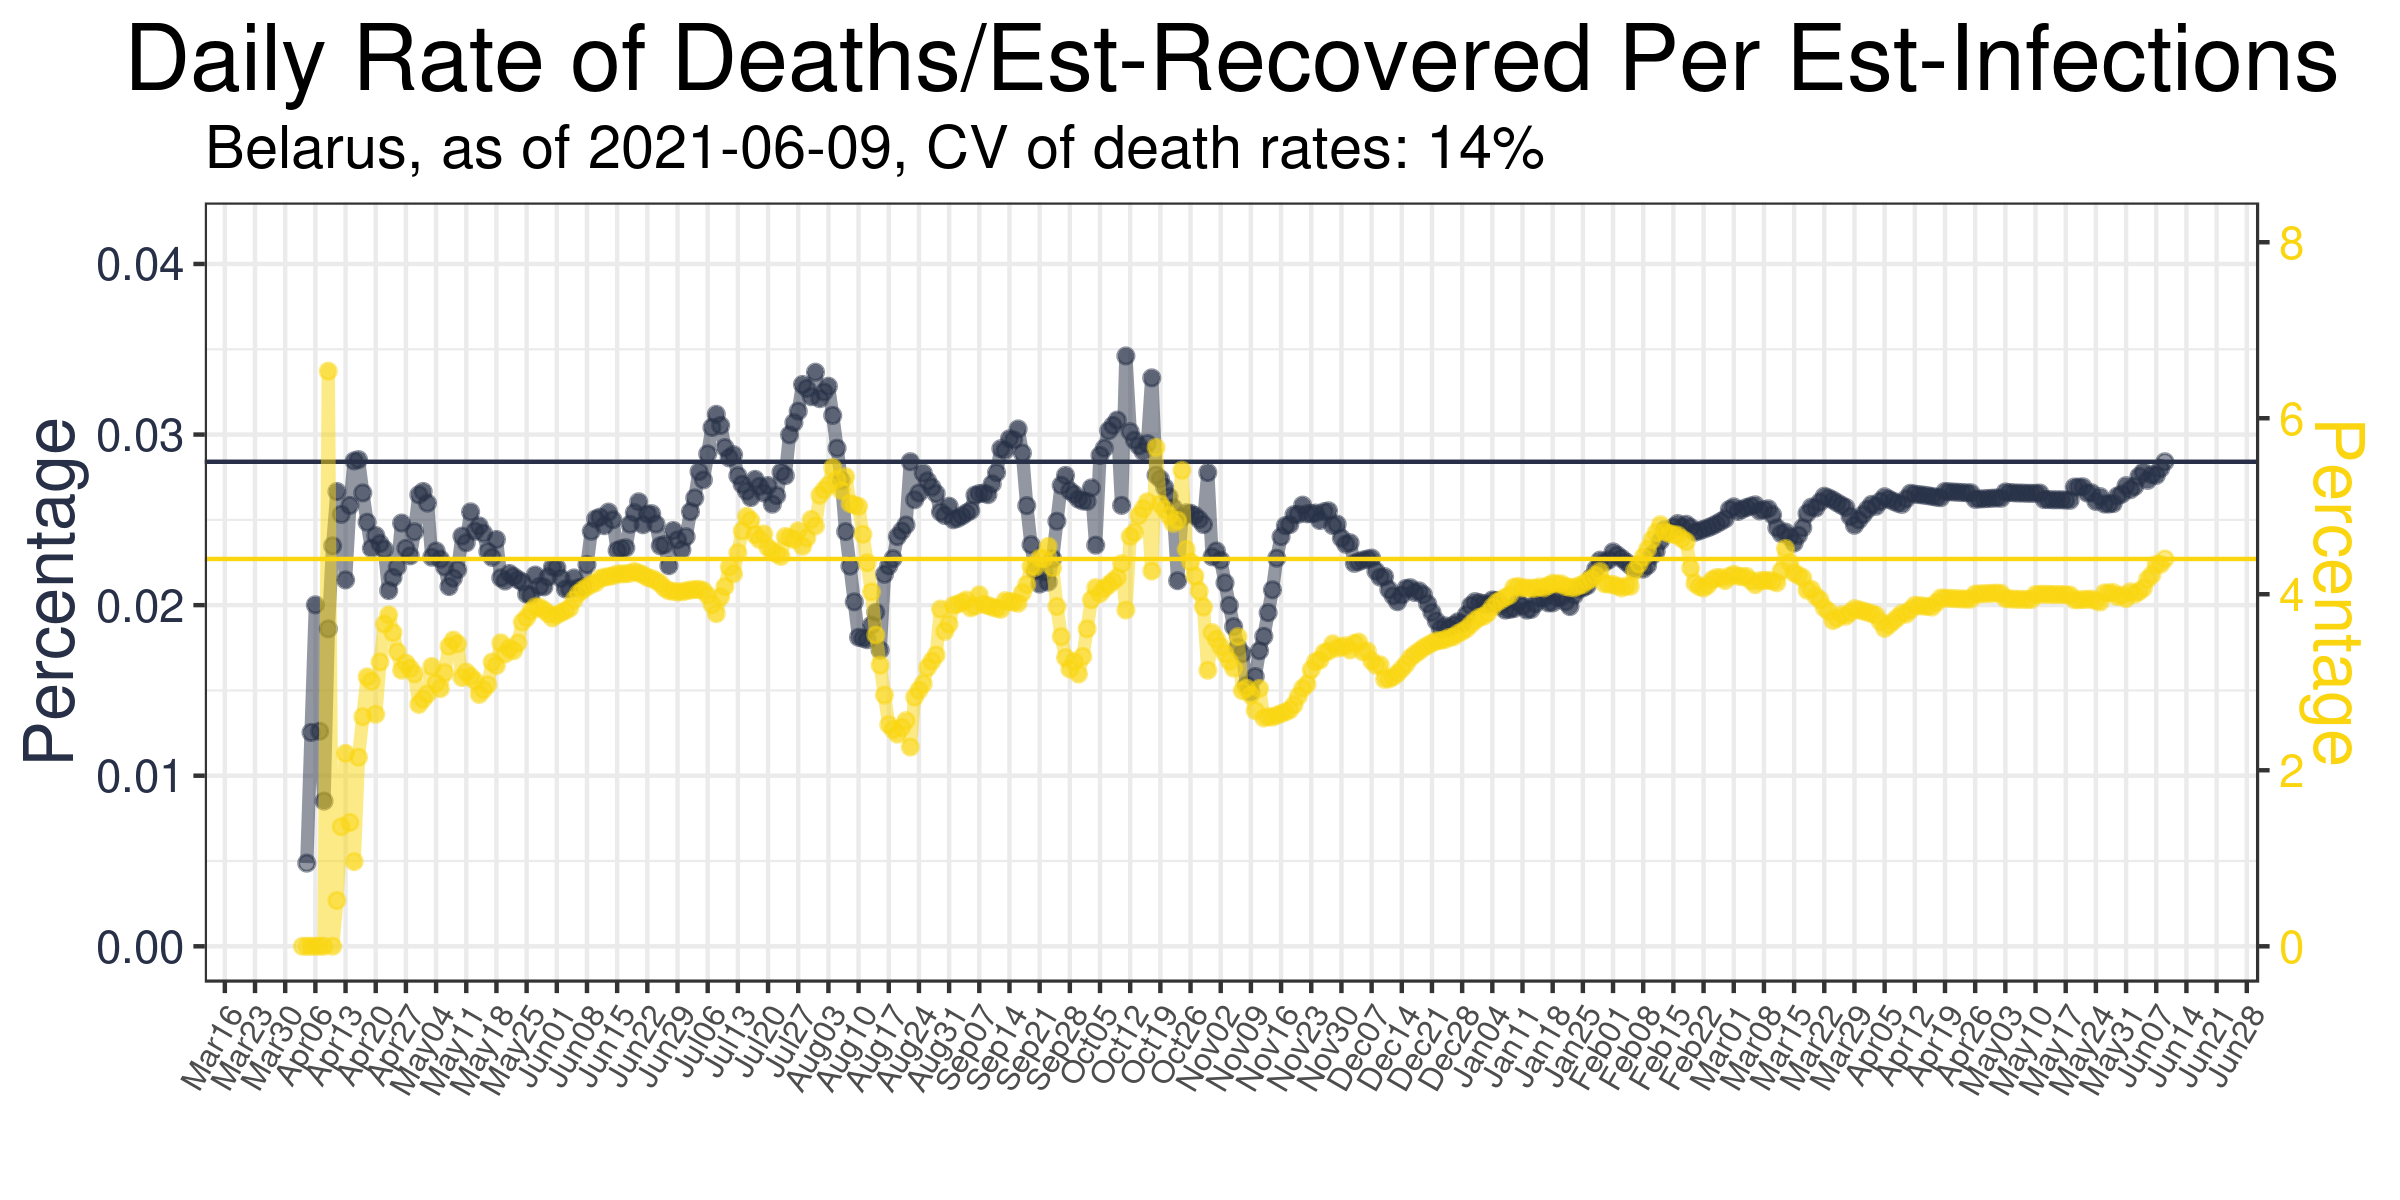 Daily Rate of Deaths/Est-Recovered Per Est-Infections
Belarus, as of 2021-06-09, CV of death rates: 14%
Percentage
0.04
0.03
0.02
0.01
0.00
8
6
4
2
0
Percentage
Mar16
Mar23
Mar30
Apr06
Apr13
Apr20
Apr27
May04
May11
May18
May25
Jun01
Jun08
Jun15
Jun22
Jun29
Jul06
Jul13
Jul20
Jul27
Aug03
Aug10
Aug17
Aug24
Aug31
Sep07
Sep14
Sep21
Sep28
Oct05
Oct12
Oct19
Oct26
Nov02
Nov09
Nov16
Nov23
Nov30
Dec07
Dec14
Dec21
Dec28
Jan04
Jan11
Jan18
Jan25
Feb01
Feb08
Feb15
Feb22
Mar01
Mar08
Mar15
Mar22
Mar29
Apr05
Apr12
Apr19
Apr26
May03
May10
May17
May24
May31
Jun07
Jun14
Jun21
Jun28